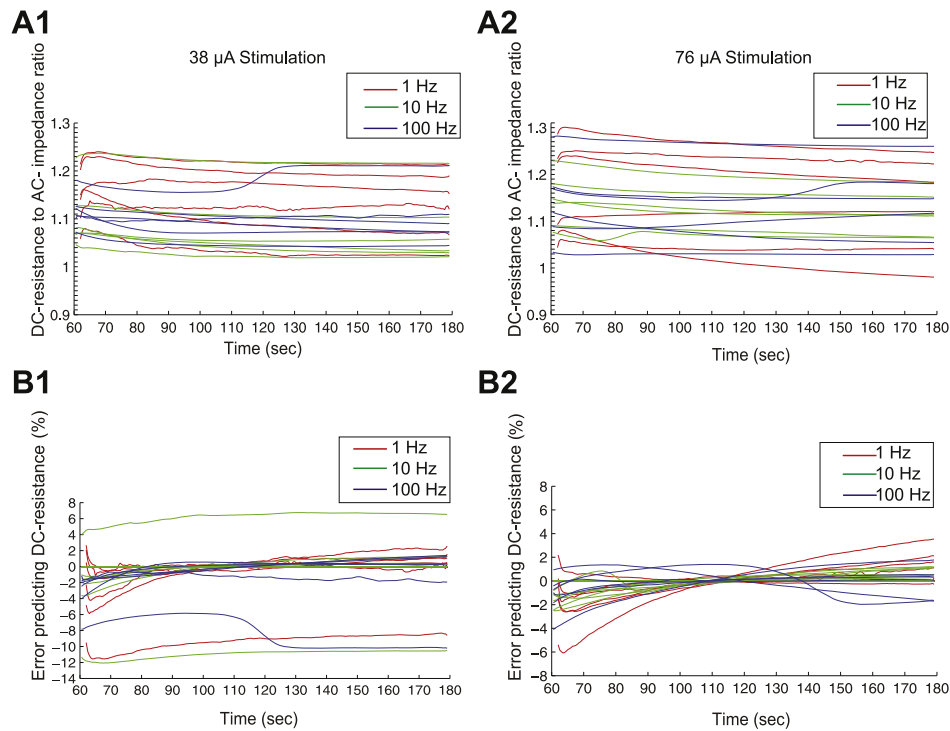 A1
38 µA Stimulation
1 Hz
10 Hz
100 Hz
DC-resistance to AC- impedance ratio
1.3
1.2
1.1
1
0.9
60 70 80 90 100 110 120 130 140 150 160 170 180
Time (sec)
A2
76 µA Stimulation
1 Hz
10 Hz
100 Hz
DC-resistance to AC- impedance ratio
1.3
1.2
1.1
1
0.9
60 70 80 90 100 110 120 130 140 150 160 170 180
Time (sec)
B1
1 Hz
10 Hz
100 Hz
Error predicting DC-resistance (%)
8
6
4
2
0
−2
−4
−6
−8
−10
−12
−14
60 70 80 90 100 110 120 130 140 150 160 170 180
Time (sec)
B2
1 Hz
10 Hz
100 Hz
Error predicting DC-resistance (%)
8
6
4
2
0
−2
−4
−6
−8
60 70 80 90 100 110 120 130 140 150 160 170 180
Time (sec)